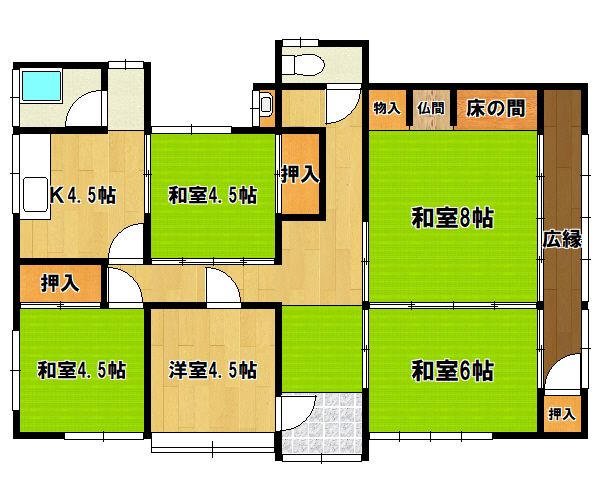 物入
仏間
床の間
K4.5帖
和室4.5帖
押入
和室8帖
広縁
押入
和室4.5帖
洋室4.5帖
和室6帖
押入